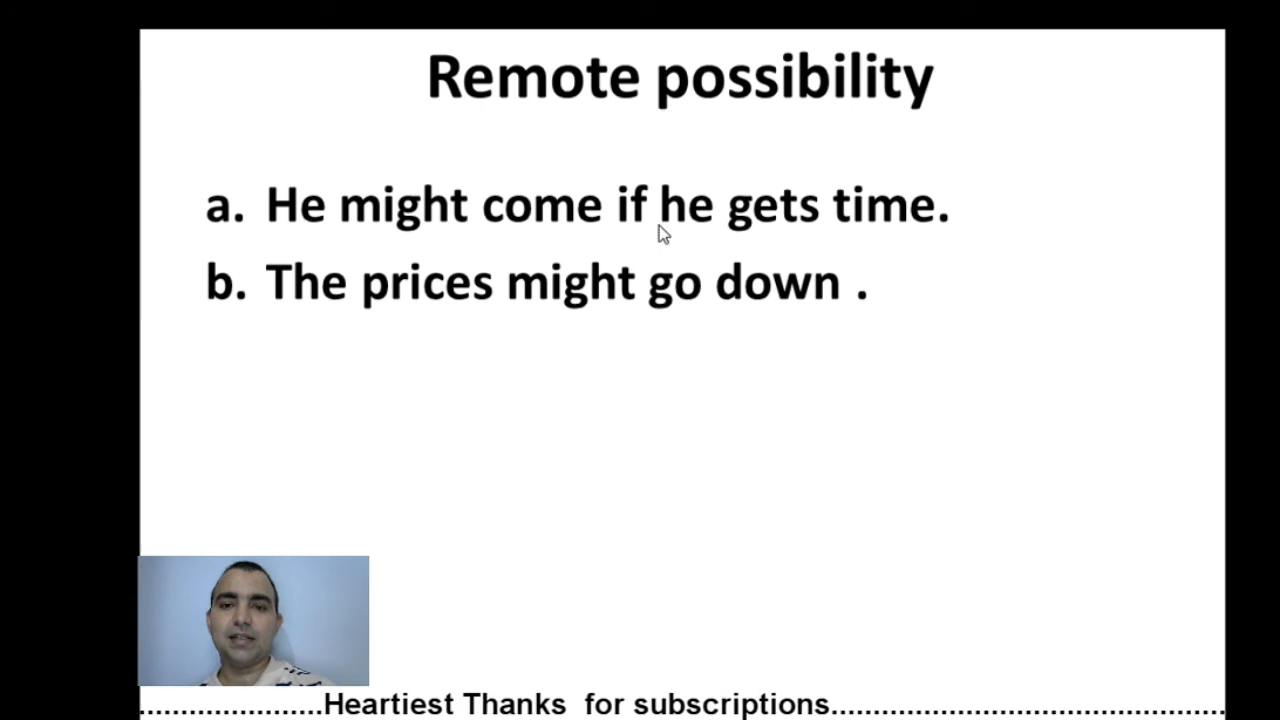 Remote possibility
a. He might come if he gets time.
b. The prices might go down .
.....................Heartiest Thanks  for subscriptions........................................